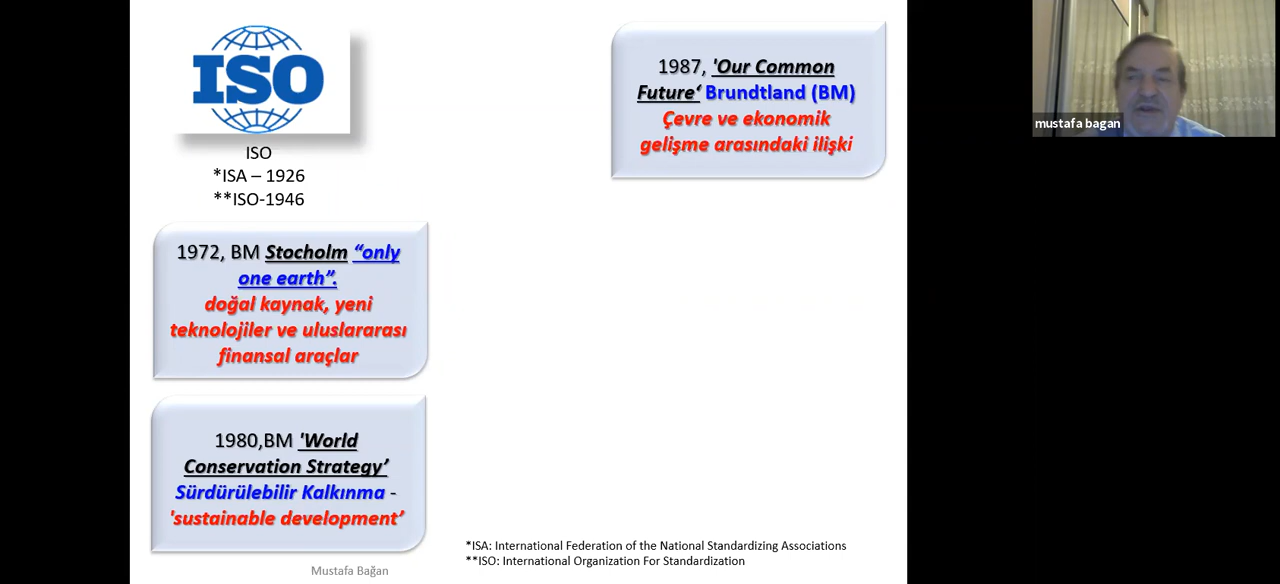 ISO
ISO
*ISA – 1926
**ISO-1946
1972, BM Stocholm “only
one earth”.
doğal kaynak, yeni
teknolojiler ve uluslararası
finansal araçlar
1980,BM 'World
Conservation Strategy’
Sürdürülebilir Kalkınma -
'sustainable development’
1987, 'Our Common
Future‘ Brundtland (BM)
Çevre ve ekonomik
gelişme arasındaki ilişki
*ISA: International Federation of the National Standardizing Associations
**ISO: International Organization For Standardization
Mustafa Bağan
mustafa bagan